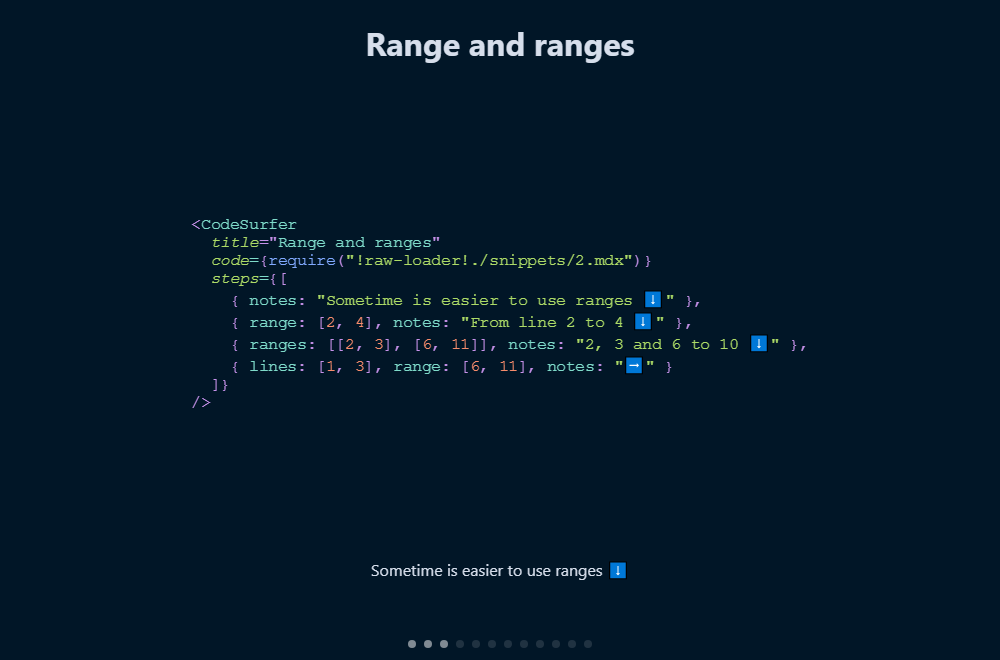 Range and ranges
<CodeSurfer
title="Range and ranges"
code={require("!raw-loader!./snippets/2.mdx")}
steps={[
{ notes: "Sometime is easier to use ranges ⬇️" },
{ range: [2, 4], notes: "From line 2 to 4 ⬇️" },
{ ranges: [[2, 3], [6, 11]], notes: "2, 3 and 6 to 10 ⬇️" },
{ lines: [1, 3], range: [6, 11], notes: "➡️" }
]}
/>
Sometime is easier to use ranges ⬇️